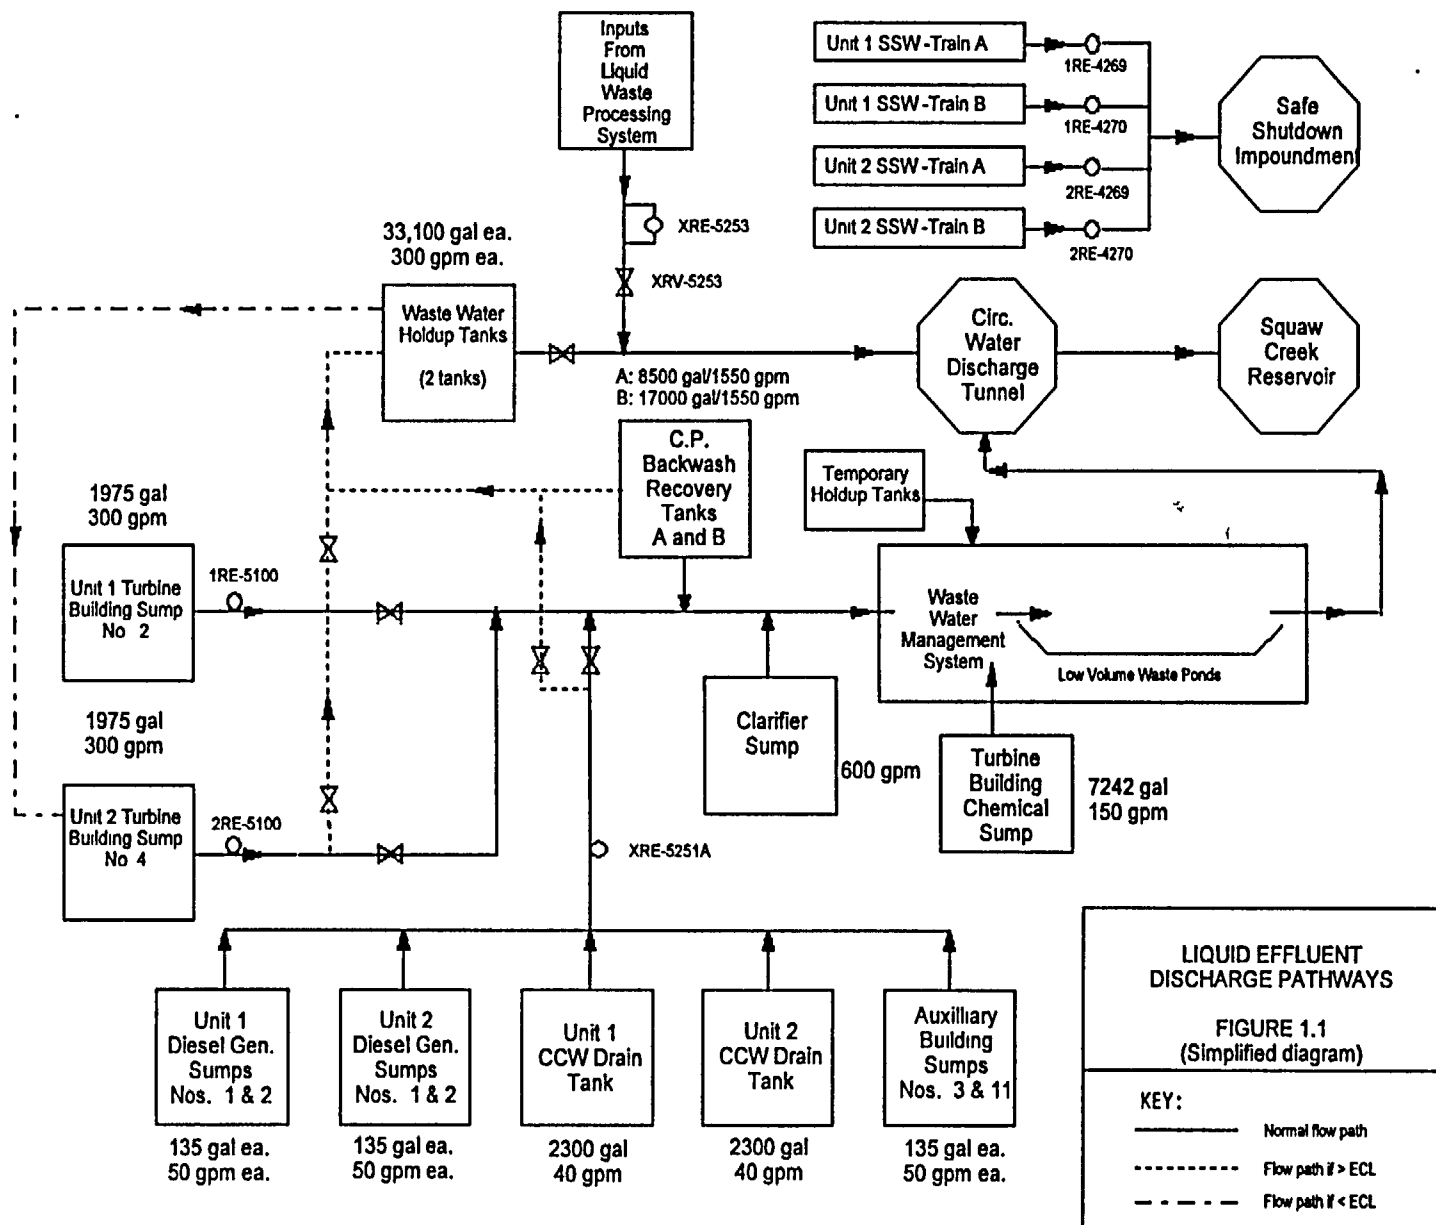 Inputs
From
Liquid
Waste
Processing
System
XRE-5253
XRV-5253
Unit 1 SSW -Train A
1RE-4269
Unit 1 SSW -Train B
1RE-4270
Unit 2 SSW -Train A
2RE-4269
Unit 2 SSW -Train B
2RE-4270
Safe
Shutdown
Impoundment
33,100 gal ea.
300 gpm ea.
Waste Water
Holdup Tanks
(2 tanks)
A: 8500 gal/1550 gpm
B: 17000 gal/1550 gpm
Circ.
Water
Discharge
Tunnel
Squaw
Creek
Reservoir
C.P.
Backwash
Recovery
Tanks
A and B
Temporary
Holdup Tanks
1975 gal
300 gpm
Unit 1 Turbine
Building Sump
No 2
1RE-5100
Waste
Water
Management
System
Low Volume Waste Ponds
1975 gal
300 gpm
Unit 2 Turbine
Building Sump
No 4
2RE-5100
Clarifier
Sump
600 gpm
Turbine
Building
Chemical
Sump
7242 gal
150 gpm
XRE-5251A
Unit 1
Diesel Gen.
Sumps
Nos. 1 & 2
135 gal ea.
50 gpm ea.
Unit 2
Diesel Gen.
Sumps
Nos. 1 & 2
135 gal ea.
50 gpm ea.
Unit 1
CCW Drain
Tank
2300 gal
40 gpm
Unit 2
CCW Drain
Tank
2300 gal
40 gpm
Auxilliary
Building
Sumps
Nos. 3 & 11
135 gal ea.
50 gpm ea.
LIQUID EFFLUENT
DISCHARGE PATHWAYS
FIGURE 1.1
(Simplified diagram)
KEY:
Normal flow path
Flow path if > ECL
Flow path if < ECL